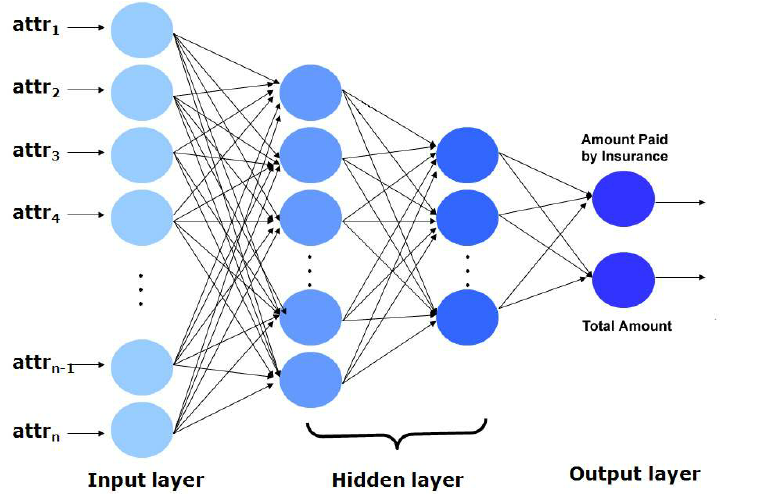 attr1
attr2
attr3
attr4
attrn-1
attrn
Amount Paid
by Insurance
Total Amount
Input layer
Hidden layer
Output layer